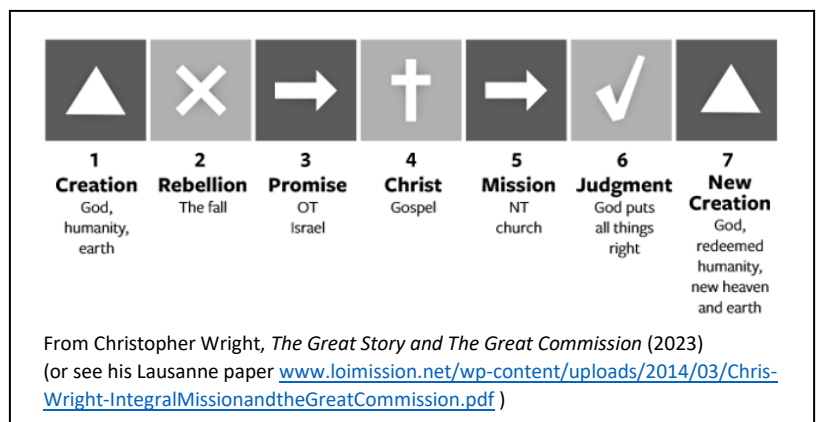 1 2 3 4 5 6 7
Creation Rebellion Promise Christ Mission Judgment New
Creation
God,
humanity,
earth
The fall
OT
Israel
Gospel
NT
church
God puts
all things
right
God,
redeemed
humanity,
new heaven
and earth
From Christopher Wright, The Great Story and The Great Commission (2023)
(or see his Lausanne paper www.loimission.net/wp-content/uploads/2014/03/Chris-
Wright-IntegralMissionandtheGreatCommission.pdf )